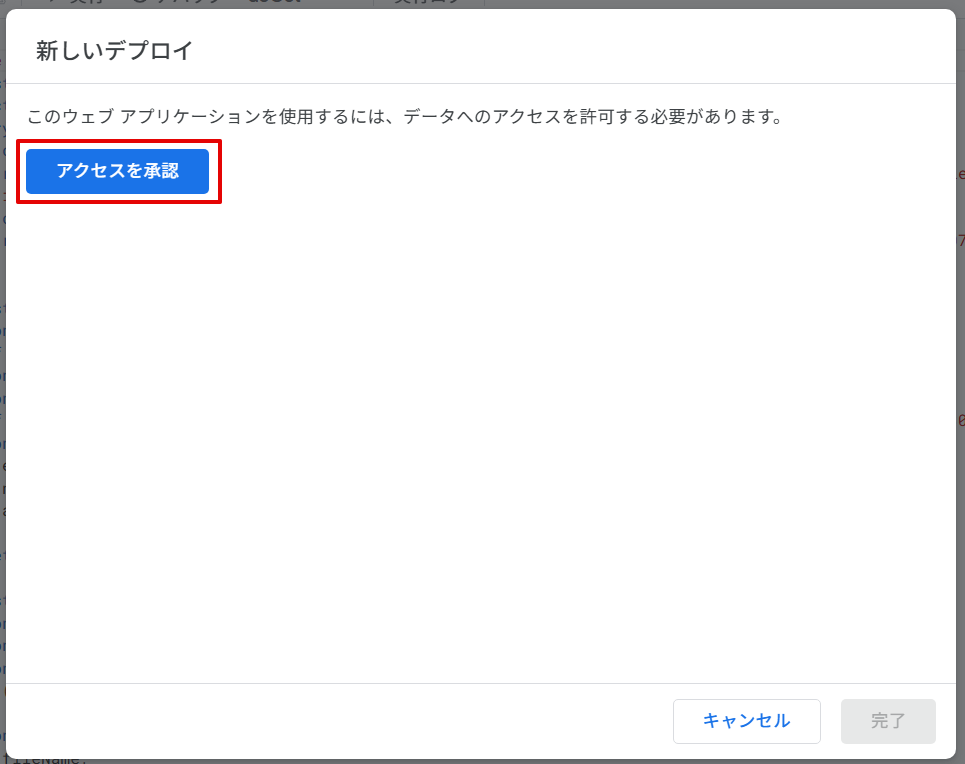 新しいデプロイ
このウェブ アプリケーションを使用するには、データへのアクセスを許可する必要があります。
アクセスを承認
キャンセル
完了